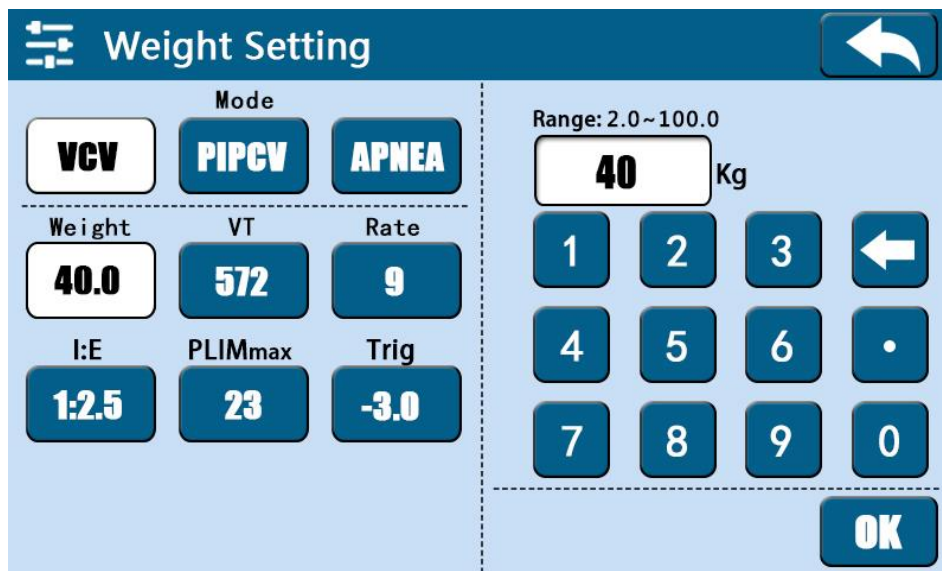 Weight Setting
Mode
VCV PIPCV APNEA
Weight VT Rate
40.0 572 9
I:E PLIMmax Trig
1:2.5 23 -3.0
Range: 2.0~100.0
40 Kg
1 2 3
4 5 6 .
7 8 9 0
OK